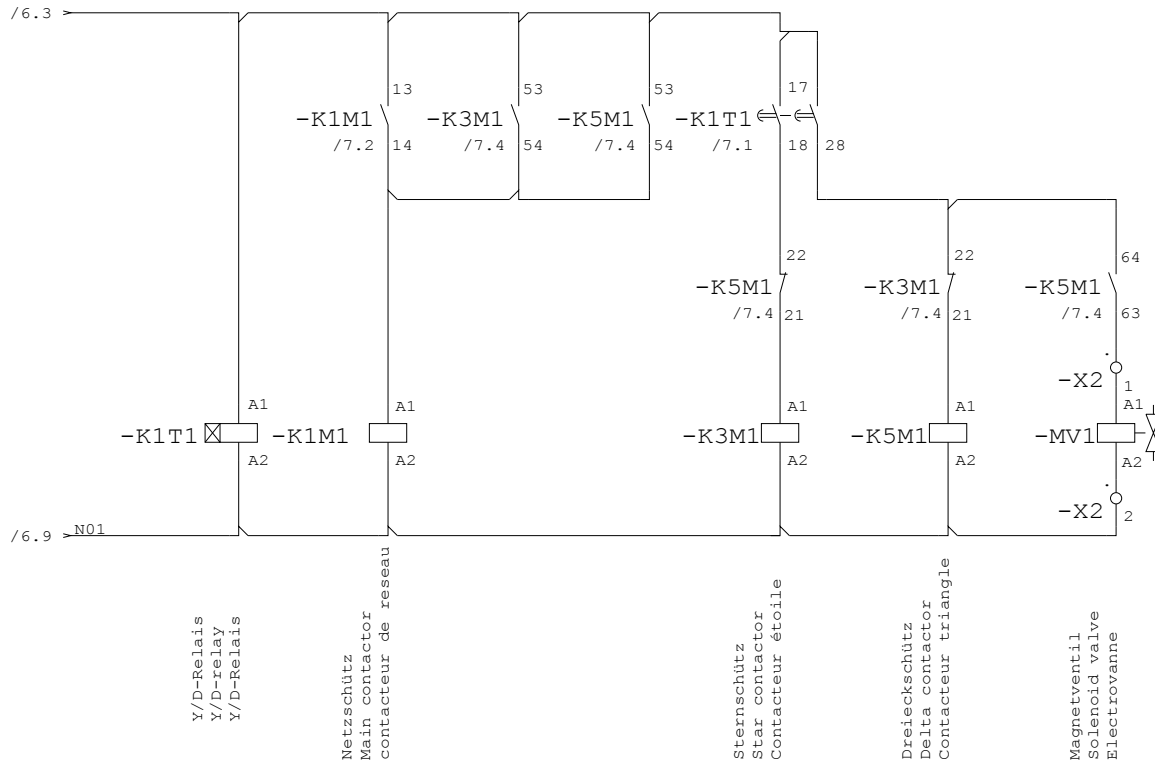 /6.3
13
53
53
17
-K1M1
-K3M1
-K5M1
-K1T1
/7.2
14
/7.4
54
/7.4
54
/7.1
18
28
22
22
64
-K5M1
-K3M1
-K5M1
/7.4
21
/7.4
21
/7.4
63
-X2
1
A1
A1
A1
A1
A1
-K1T1
-K1M1
-K3M1
-K5M1
-MV1
A2
A2
A2
A2
A2
-X2
2
/6.9
N01
Y/D-Relais
Y/D-relay
Y/D-Relais
Netzschütz
Main contactor
contacteur de reseau
Sternschütz
Star contactor
Contacteur étoile
Dreieckschütz
Delta contactor
Contacteur triangle
Magnetventil
Solenoid valve
Electrovanne